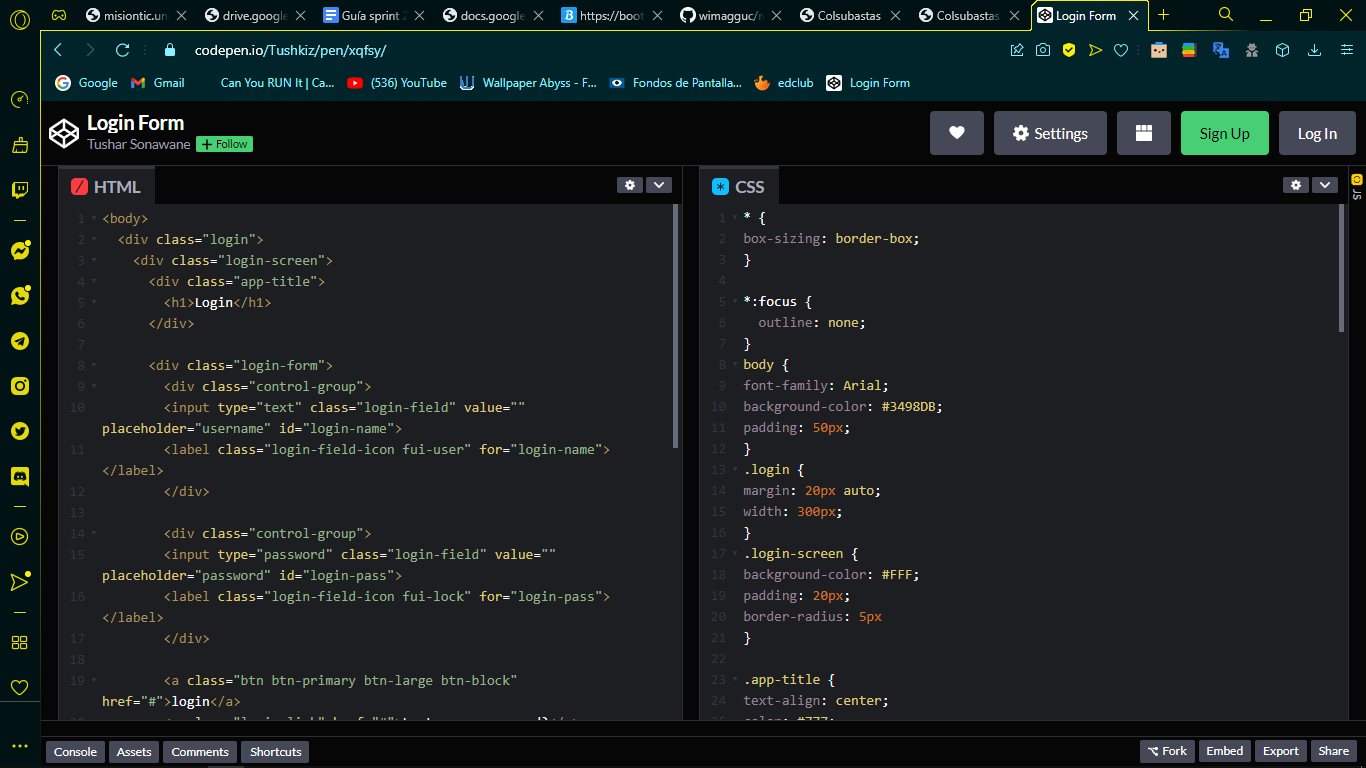 misiontic.un
drive.google
Guía sprint 2
docs.google
https://boot
wimagguc/r
Colsubastas
Colsubastas
Login Form
codepen.io/Tushkiz/pen/xqfsy/
Google
Gmail
Can You RUN It | Ca...
(536) YouTube
Wallpaper Abyss - F...
Fondos de Pantalla...
edclub
Login Form
Login Form
Tushar Sonawane
+ Follow
Settings
Sign Up
Log In
HTML
1 <body>
2 <div class="login">
3 <div class="login-screen">
4 <div class="app-title">
5 <h1>Login</h1>
6 </div>
7
8 <div class="login-form">
9 <div class="control-group">
10 <input type="text" class="login-field" value=""
placeholder="username" id="login-name">
11 <label class="login-field-icon fui-user" for="login-name">
</label>
12 </div>
13
14 <div class="control-group">
15 <input type="password" class="login-field" value=""
placeholder="password" id="login-pass">
16 <label class="login-field-icon fui-lock" for="login-pass">
</label>
17 </div>
18
19 <a class="btn btn-primary btn-large btn-block"
href="#">login</a>
CSS
1 * {
2 box-sizing: border-box;
3 }
4
5 *:focus {
6 outline: none;
7 }
8 body {
9 font-family: Arial;
10 background-color: #3498DB;
11 padding: 50px;
12 }
13 .login {
14 margin: 20px auto;
15 width: 300px;
16 }
17 .login-screen {
18 background-color: #FFF;
19 padding: 20px;
20 border-radius: 5px
21 }
22
23 .app-title {
24 text-align: center;
25 color: #777;
JS
Console
Assets
Comments
Shortcuts
Fork
Embed
Export
Share